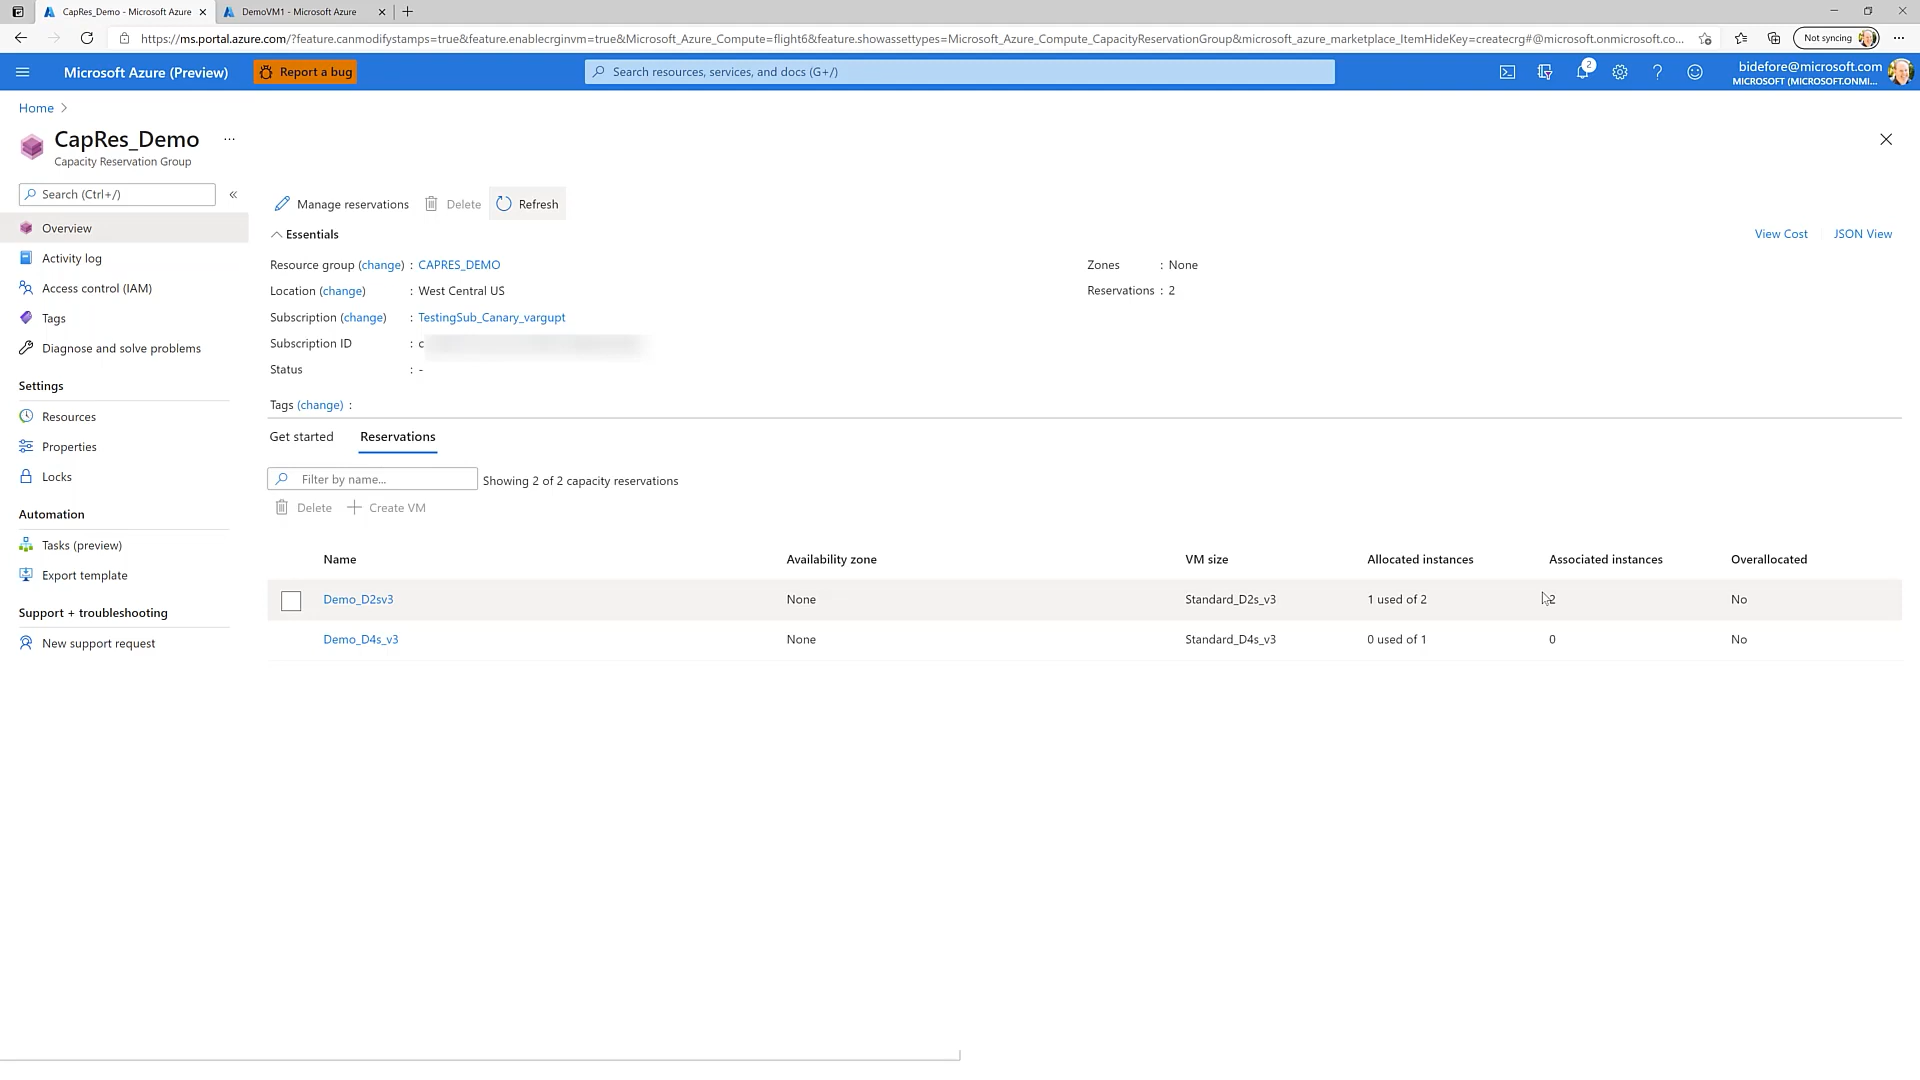 CapRes_Demo - Microsoft Azure
DemoVM1 - Microsoft Azure
https://ms.portal.azure.com/?feature.canmodifystamps=true&feature.enablecrginvm=true&Microsoft_Azure_Compute=flight6&feature.showassettypes=Microsoft_Azure_Compute_CapacityReservationGroup&microsoft_azure_marketplace_ItemHideKey=createcrg#@microsoft.onmicrosoft.co...
Not syncing
Microsoft Azure (Preview)
Report a bug
Search resources, services, and docs (G+/)
2
bidefore@microsoft.com
MICROSOFT (MICROSOFT.ONMI...
Home
CapRes_Demo
...
Capacity Reservation Group
Search (Ctrl+/)
«
Overview
Activity log
Access control (IAM)
Tags
Diagnose and solve problems
Settings
Resources
Properties
Locks
Automation
Tasks (preview)
Export template
Support + troubleshooting
New support request
Manage reservations
Delete
Refresh
Essentials
View Cost
JSON View
Resource group (change) : CAPRES_DEMO
Location (change) : West Central US
Subscription (change) : TestingSub_Canary_vargupt
Subscription ID : c
Status : -
Zones : None
Reservations : 2
Tags (change) :
Get started
Reservations
Filter by name...
Showing 2 of 2 capacity reservations
Delete
Create VM
Name Availability zone VM size Allocated instances Associated instances Overallocated
Demo_D2sv3 None Standard_D2s_v3 1 used of 2 2 No
Demo_D4s_v3 None Standard_D4s_v3 0 used of 1 0 No